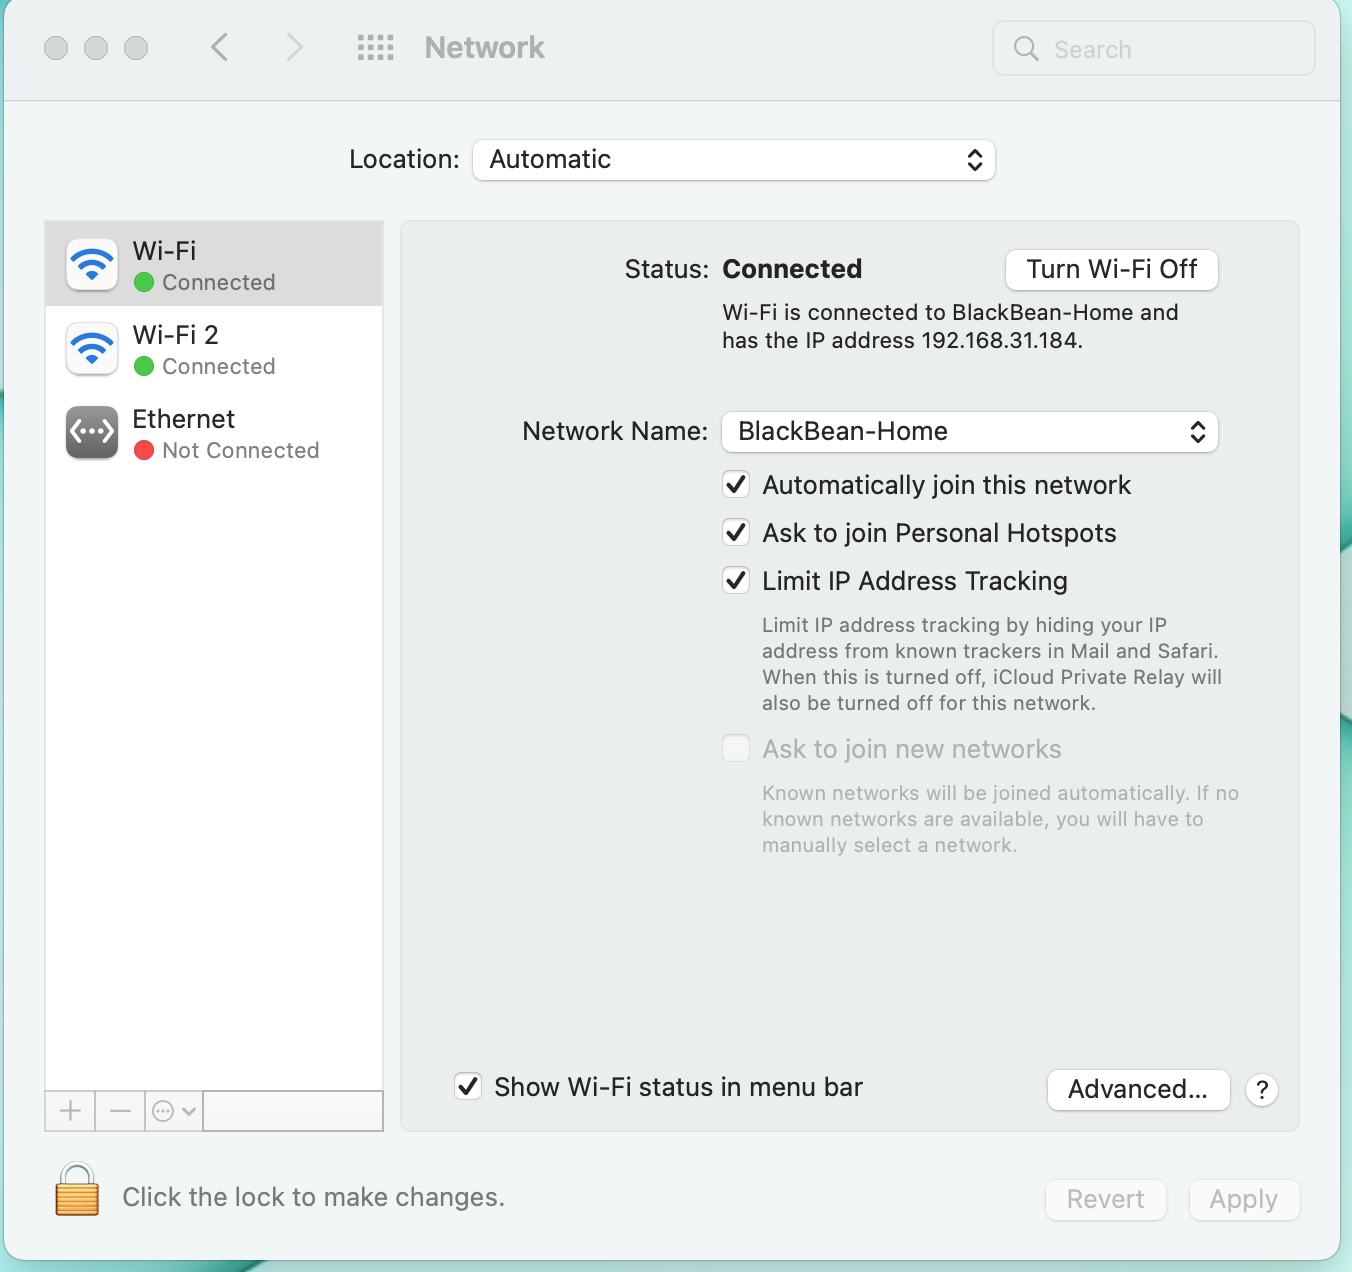 Network
Search
Location:
Automatic
Wi-Fi
Connected
Wi-Fi 2
Connected
Ethernet
Not Connected
Status: Connected
Turn Wi-Fi Off
Wi-Fi is connected to BlackBean-Home and
has the IP address 192.168.31.184.
Network Name:
BlackBean-Home
Automatically join this network
Ask to join Personal Hotspots
Limit IP Address Tracking
Limit IP address tracking by hiding your IP
address from known trackers in Mail and Safari.
When this is turned off, iCloud Private Relay will
also be turned off for this network.
Ask to join new networks
Known networks will be joined automatically. If no
known networks are available, you will have to
manually select a network.
Show Wi-Fi status in menu bar
Advanced...
?
Click the lock to make changes.
Revert
Apply